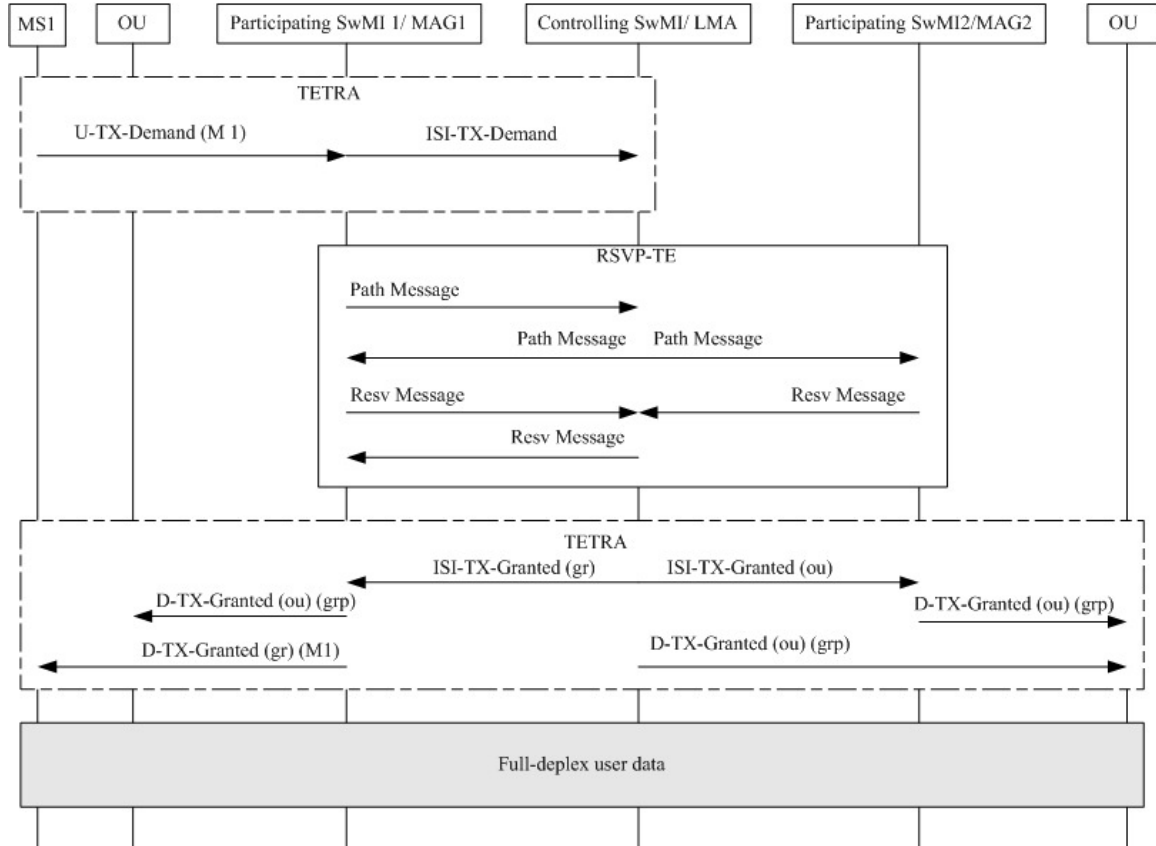 MS1
OU
Participating SwMI 1/ MAG1
Controlling SwMI/ LMA
Participating SwMI2/MAG2
OU
TETRA
U-TX-Demand (M 1)
ISI-TX-Demand
RSVP-TE
Path Message
Path Message
Path Message
Resv Message
Resv Message
Resv Message
TETRA
ISI-TX-Granted (gr)
ISI-TX-Granted (ou)
D-TX-Granted (ou) (grp)
D-TX-Granted (ou) (grp)
D-TX-Granted (gr) (M1)
D-TX-Granted (ou) (grp)
Full-deplex user data